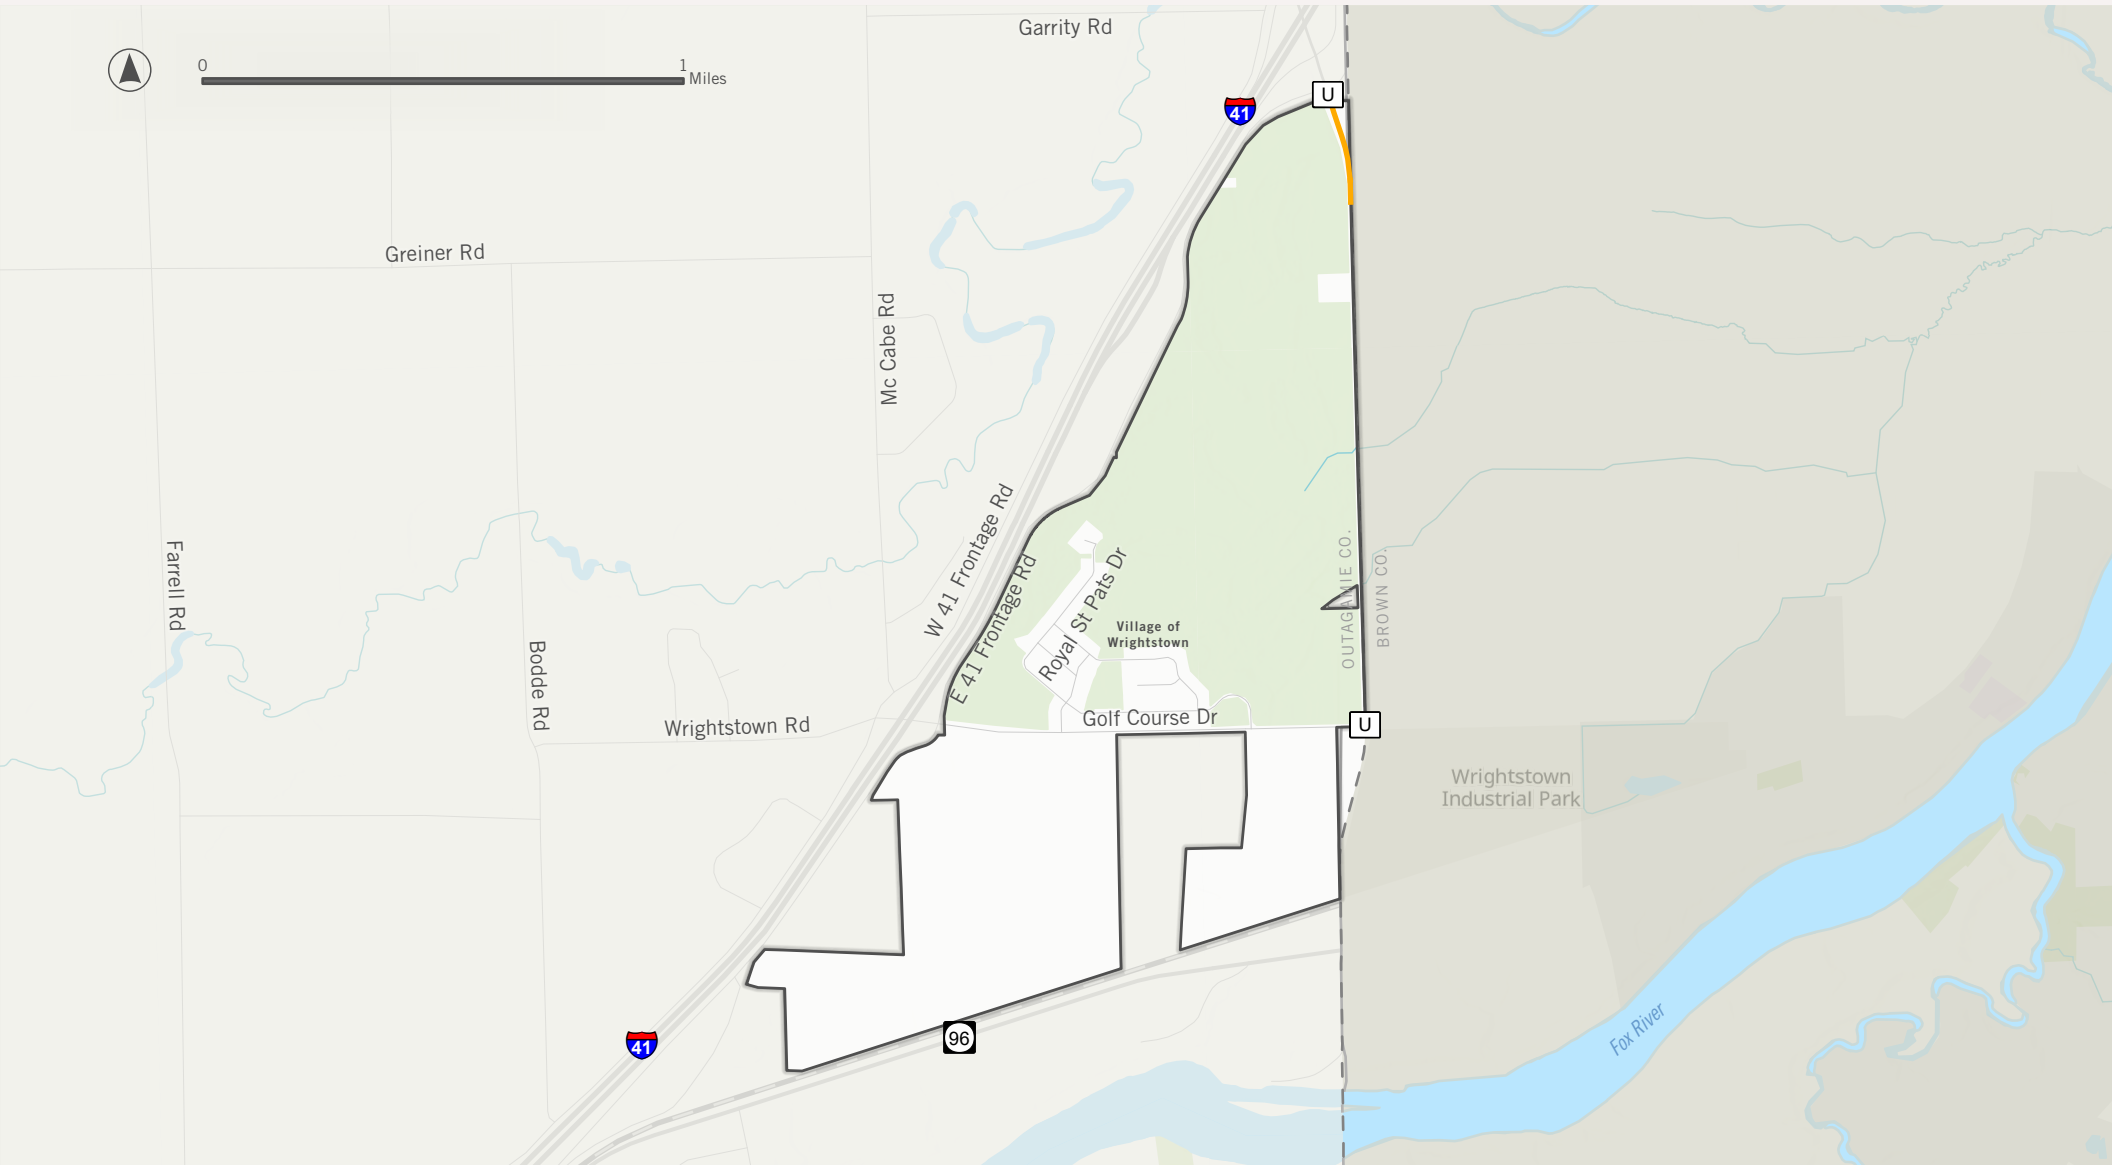 Garrity Rd
0
1
Miles
U
41
Greiner Rd
Mc Cabe Rd
W 41 Frontage Rd
E 41 Frontage Rd
Farrell Rd
Royal St Pats Dr
OUTAGAMIE CO.
BROWN CO.
Village of
Wrightstown
Bodde Rd
Wrightstown Rd
Golf Course Dr
U
Wrightstown
Industrial Park
Fox River
96
41